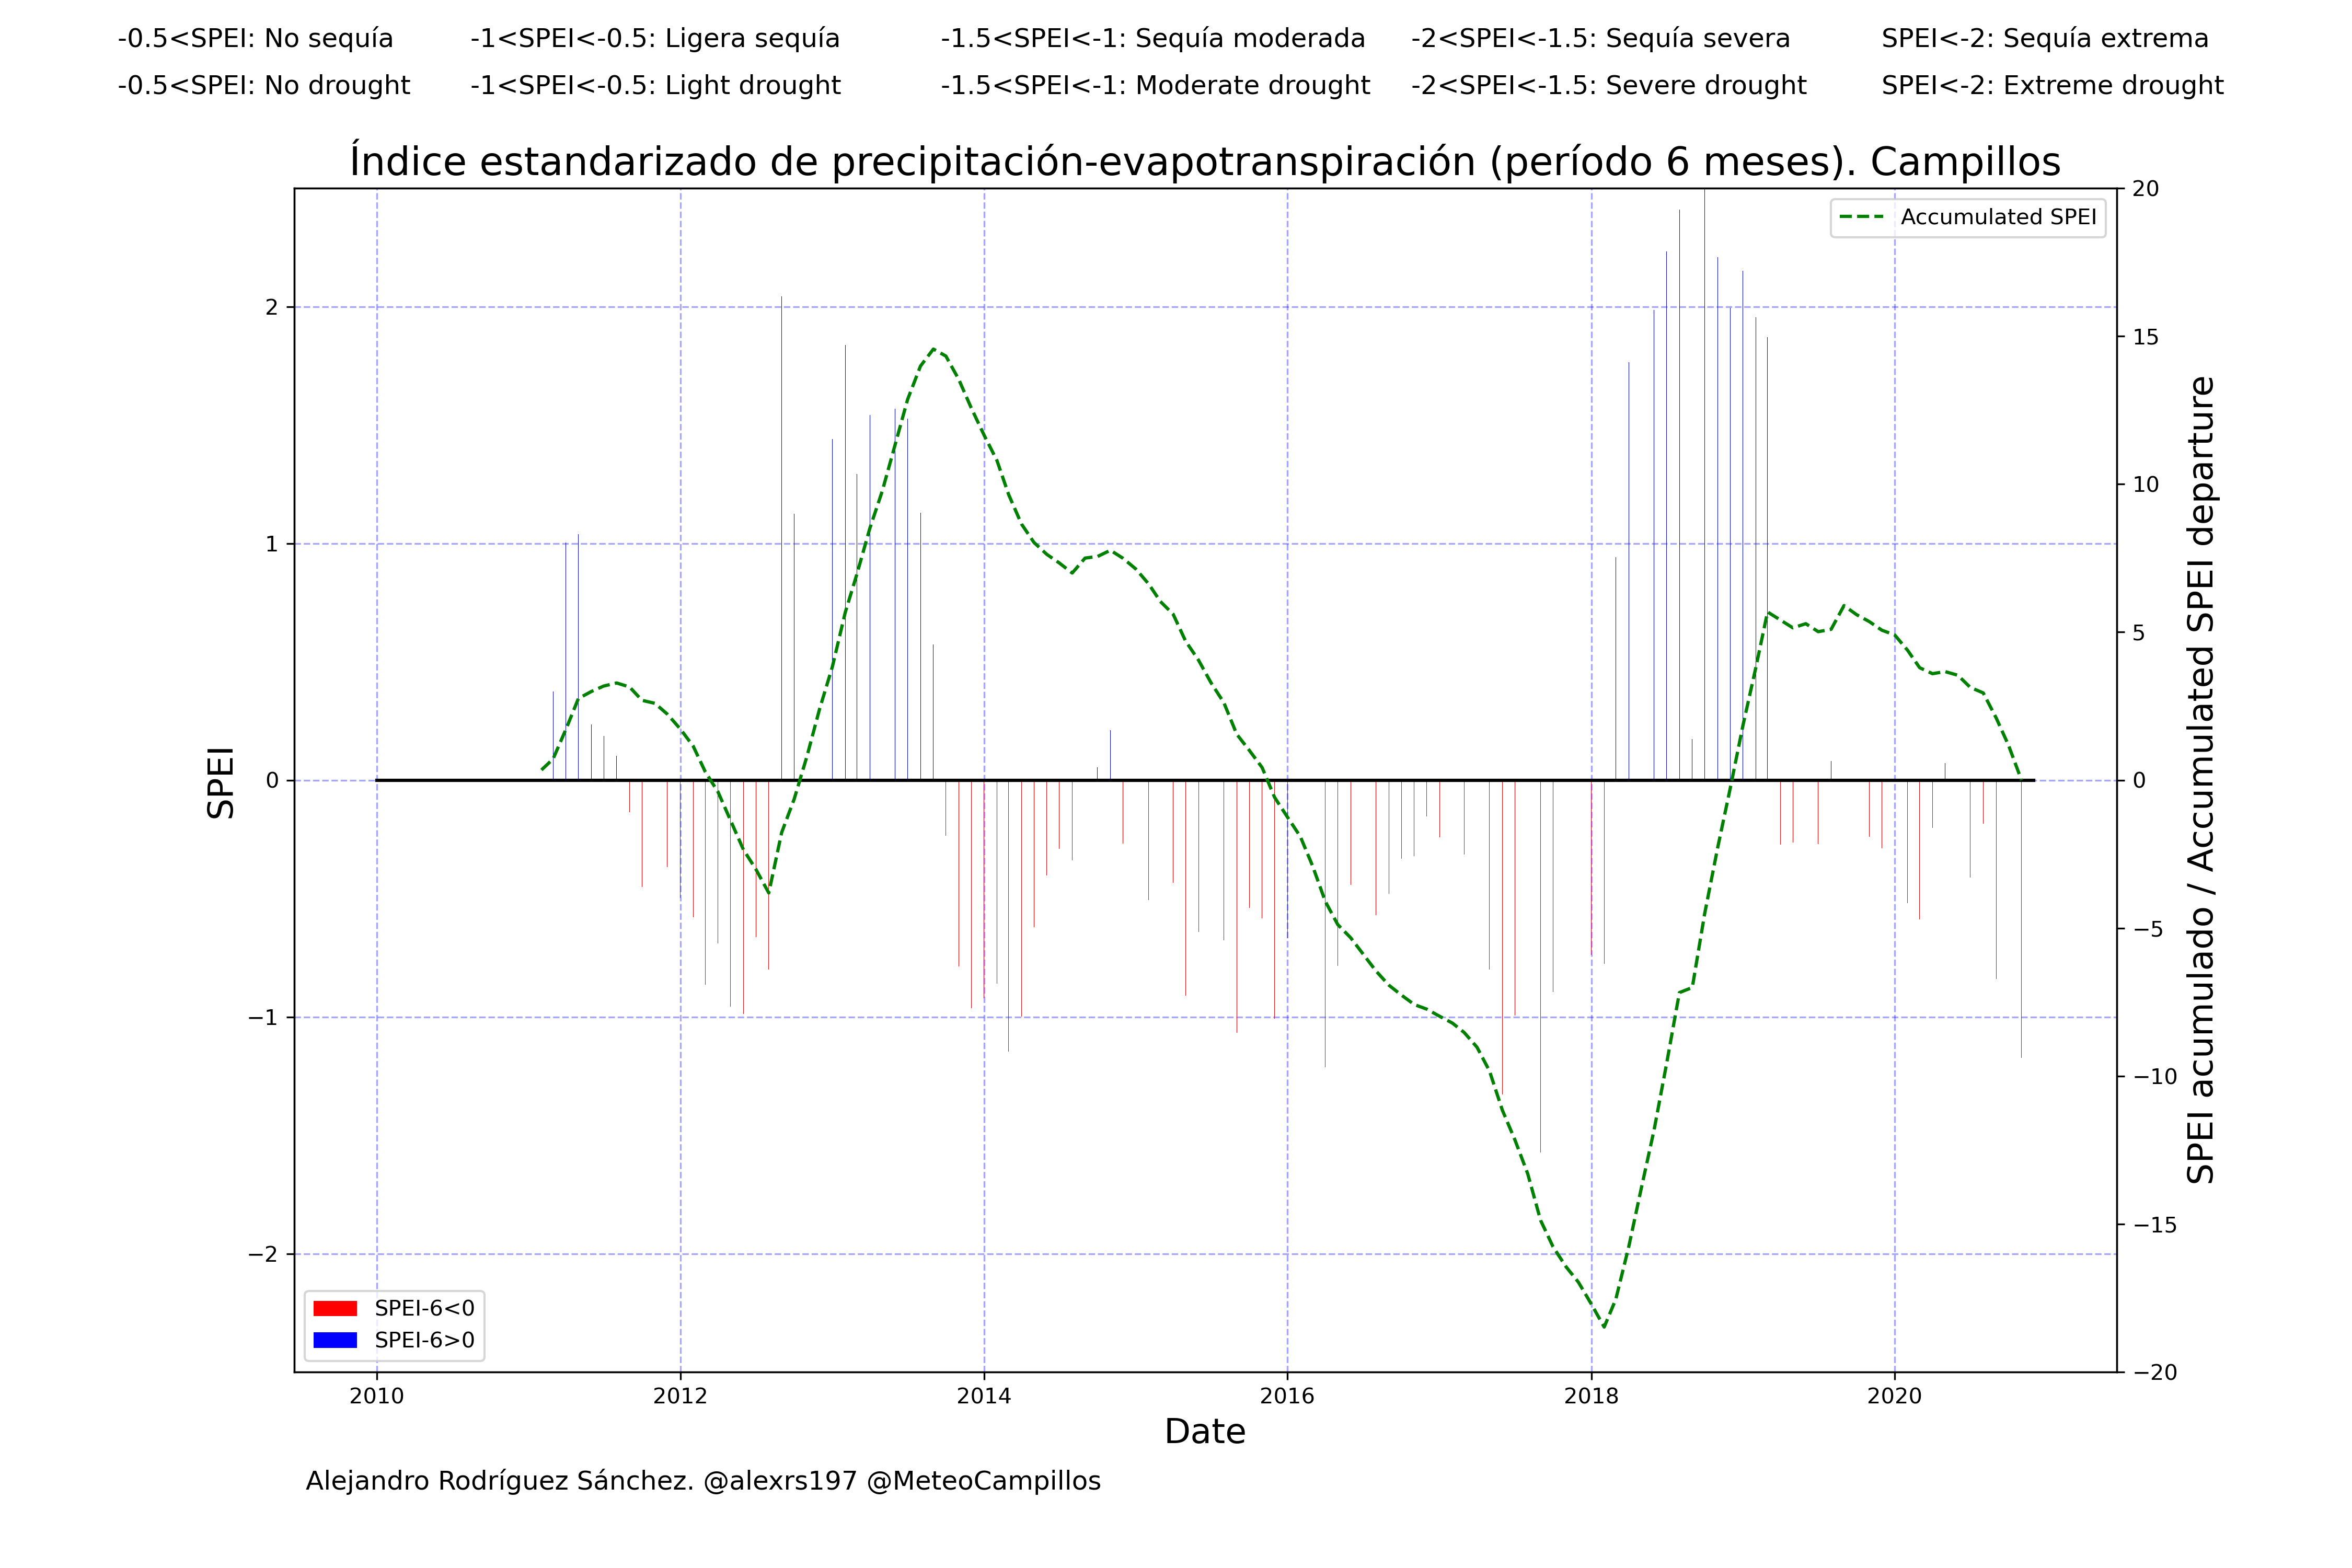 -0.5<SPEI: No sequía -1<SPEI<-0.5: Ligera sequía -1.5<SPEI<-1: Sequía moderada -2<SPEI<-1.5: Sequía severa SPEI<-2: Sequía extrema
-0.5<SPEI: No drought -1<SPEI<-0.5: Light drought -1.5<SPEI<-1: Moderate drought -2<SPEI<-1.5: Severe drought SPEI<-2: Extreme drought
Índice estandarizado de precipitación-evapotranspiración (período 6 meses). Campillos
Accumulated SPEI
SPEI
2
1
0
−1
−2
20
15
10
5
0
−5
−10
−15
−20
SPEI acumulado / Accumulated SPEI departure
SPEI-6<0
SPEI-6>0
2010 2012 2014 2016 2018 2020
Date
Alejandro Rodríguez Sánchez. @alexrs197 @MeteoCampillos